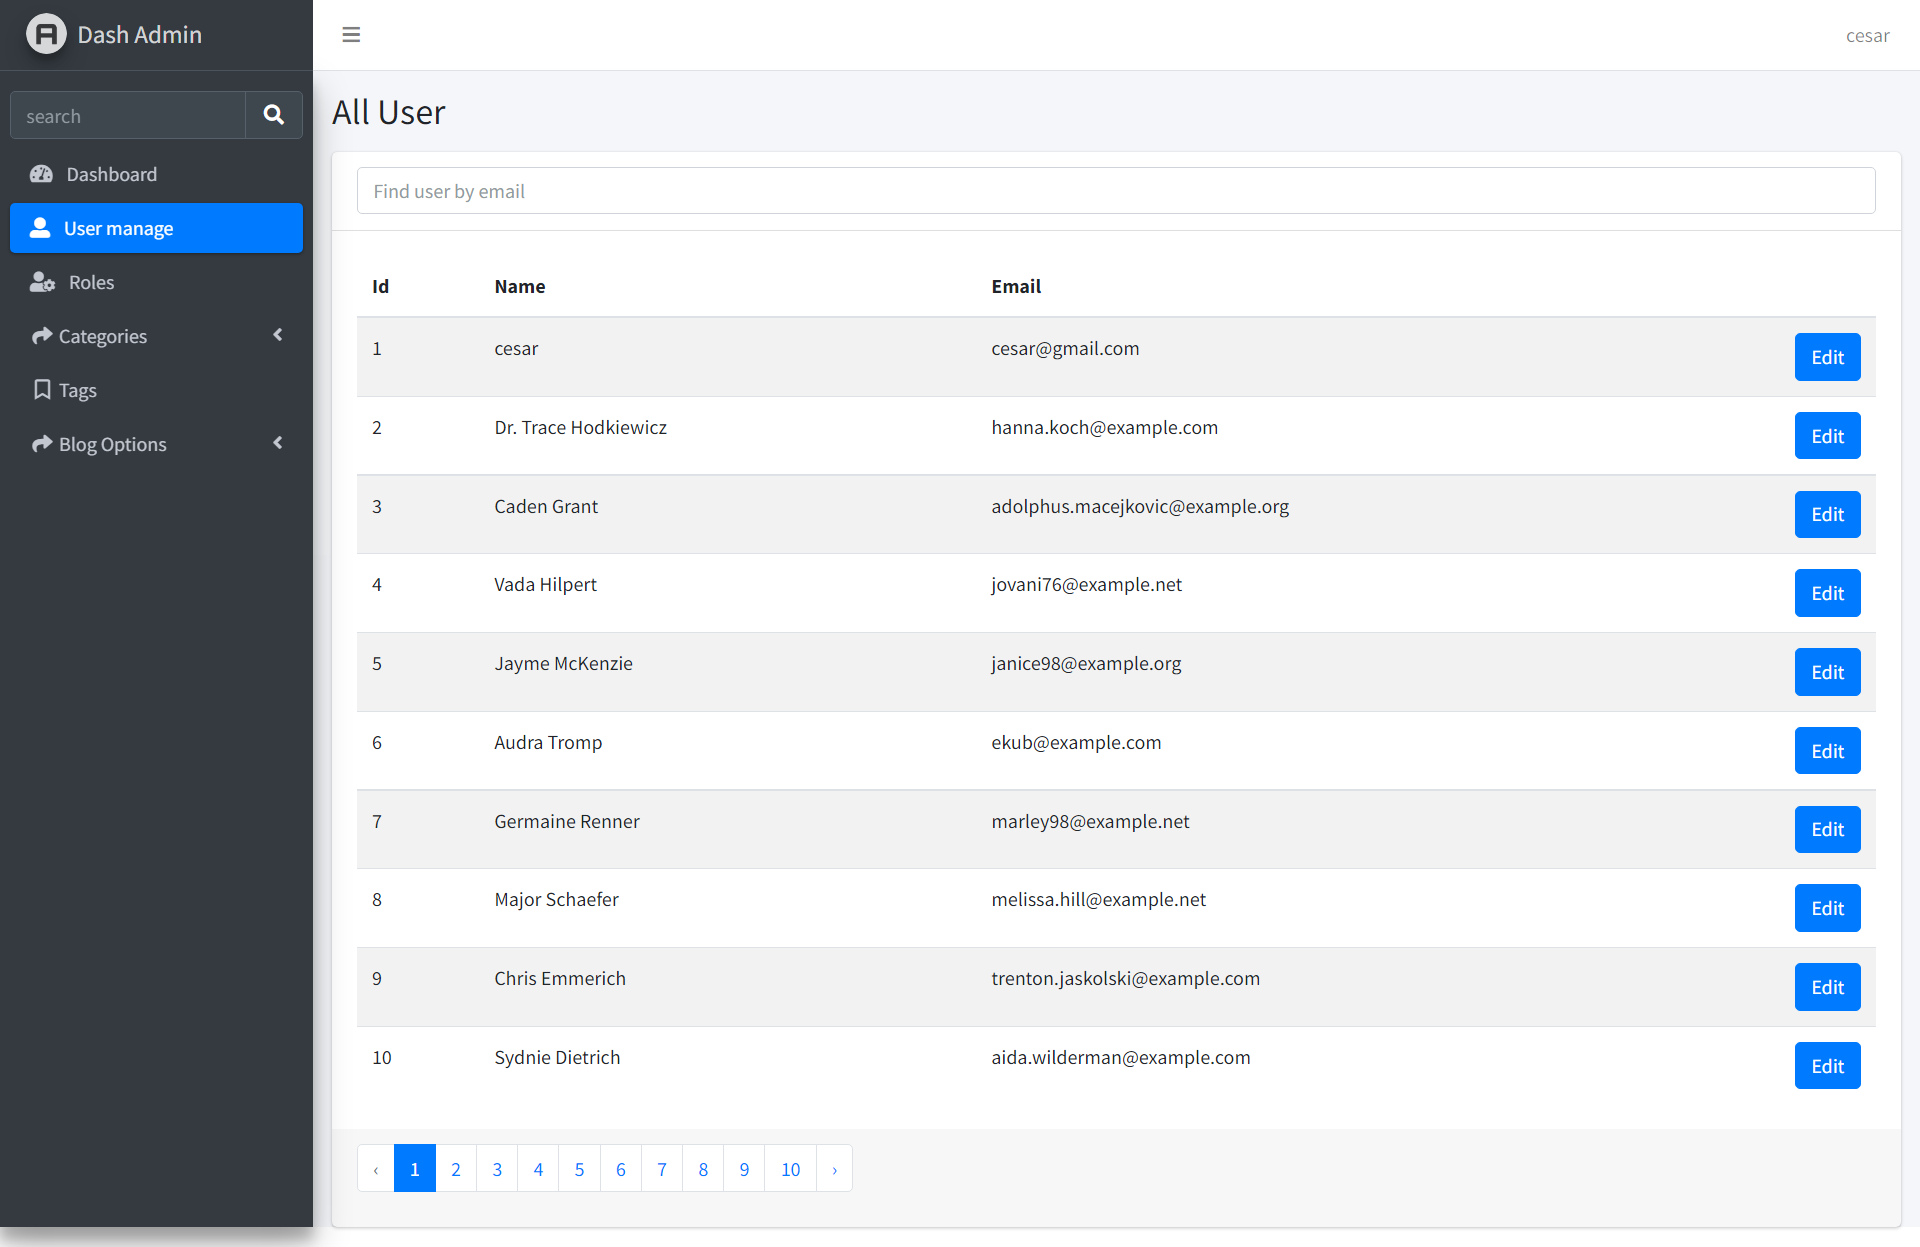 Dash Admin
cesar
search
Dashboard
User manage
Roles
Categories
Tags
Blog Options
All User
Find user by email
Id Name Email
1 cesar cesar@gmail.com Edit
2 Dr. Trace Hodkiewicz hanna.koch@example.com Edit
3 Caden Grant adolphus.macejkovic@example.org Edit
4 Vada Hilpert jovani76@example.net Edit
5 Jayme McKenzie janice98@example.org Edit
6 Audra Tromp ekub@example.com Edit
7 Germaine Renner marley98@example.net Edit
8 Major Schaefer melissa.hill@example.net Edit
9 Chris Emmerich trenton.jaskolski@example.com Edit
10 Sydnie Dietrich aida.wilderman@example.com Edit
‹ 1 2 3 4 5 6 7 8 9 10 ›